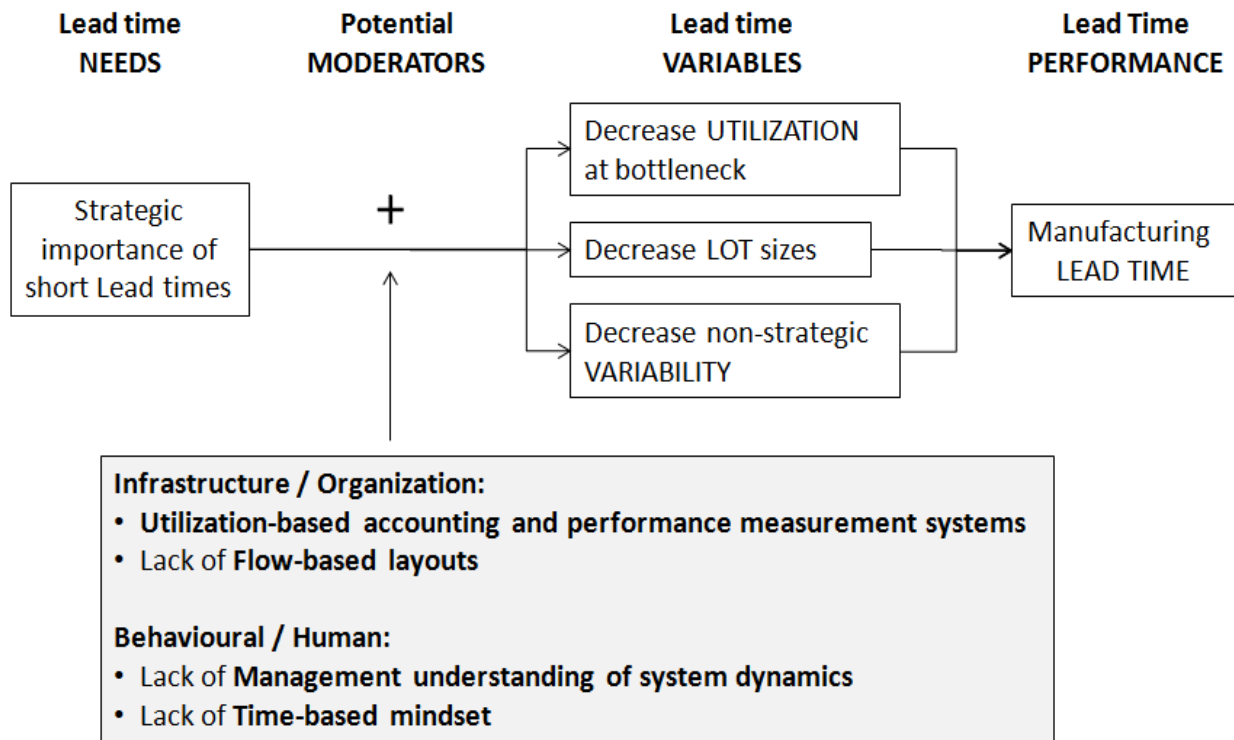 Lead time
NEEDS
Potential
MODERATORS
Lead time
VARIABLES
Lead Time
PERFORMANCE
Strategic
importance of
short Lead times
+
Decrease UTILIZATION
at bottleneck
Decrease LOT sizes
Decrease non-strategic
VARIABILITY
Manufacturing
LEAD TIME
Infrastructure / Organization:
• Utilization-based accounting and performance measurement systems
• Lack of Flow-based layouts
Behavioural / Human:
• Lack of Management understanding of system dynamics
• Lack of Time-based mindset